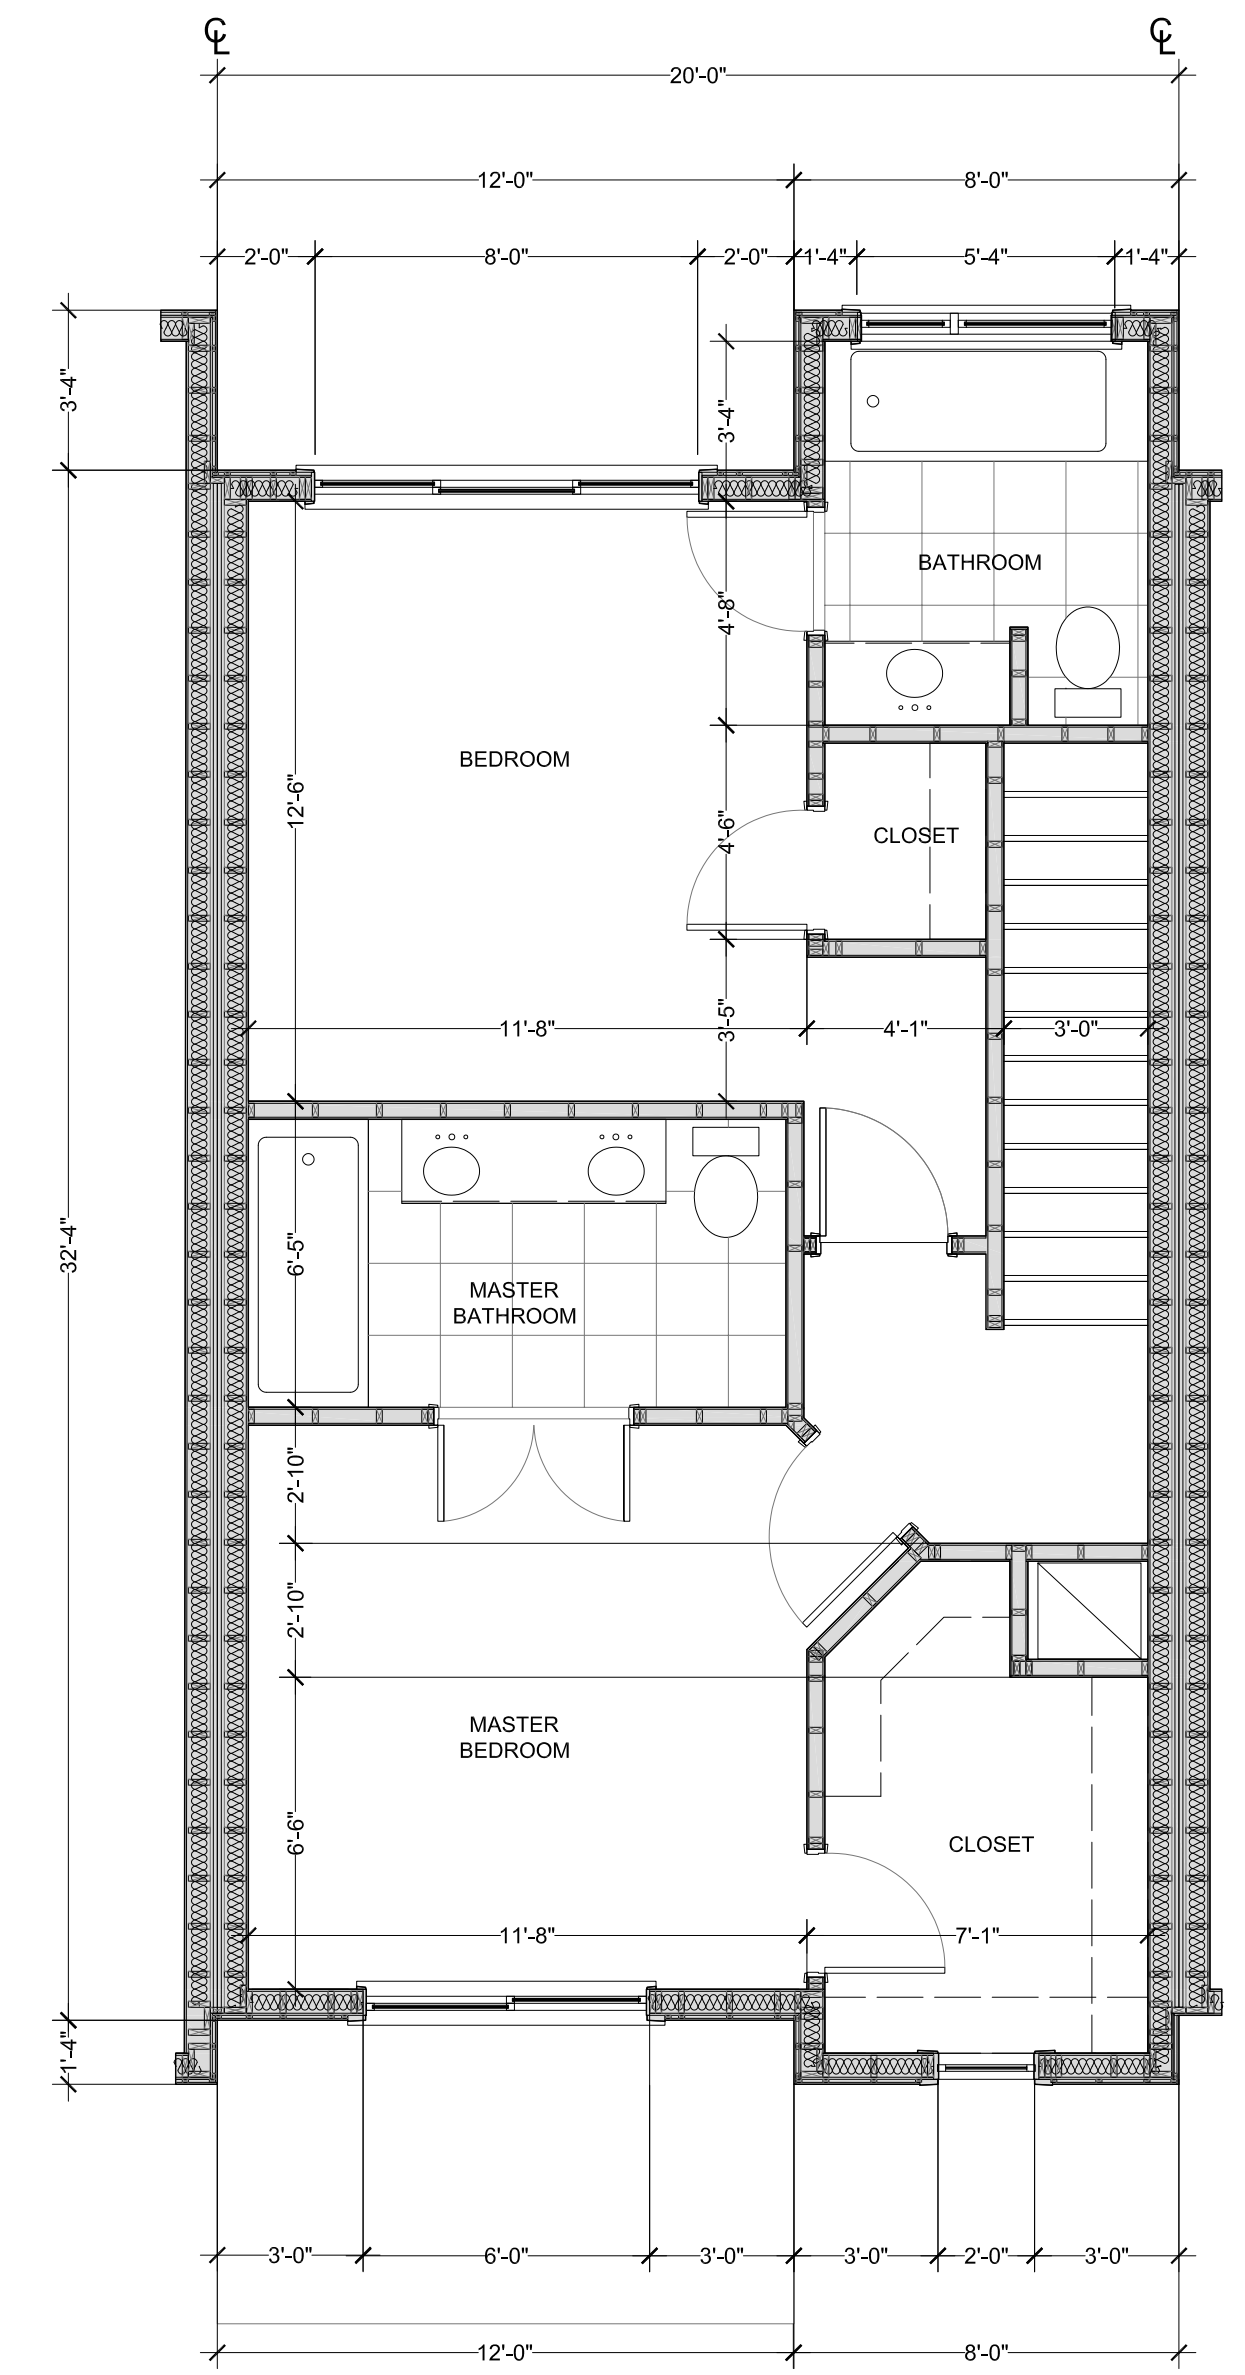 CL CL
20'-0"
12'-0" 8'-0"
2'-0" 8'-0" 2'-0" 1'-4" 5'-4" 1'-4"
3'-4"
3'-4"
BATHROOM
4'-8"
BEDROOM
12'-6"
4'-6"
CLOSET
3'-5"
11'-8" 4'-1" 3'-0"
32'-4"
6'-5"
MASTER
BATHROOM
2'-10"
2'-10"
MASTER
BEDROOM
6'-6"
CLOSET
11'-8" 7'-1"
1'-4"
3'-0" 6'-0" 3'-0" 3'-0" 2'-0" 3'-0"
12'-0" 8'-0"